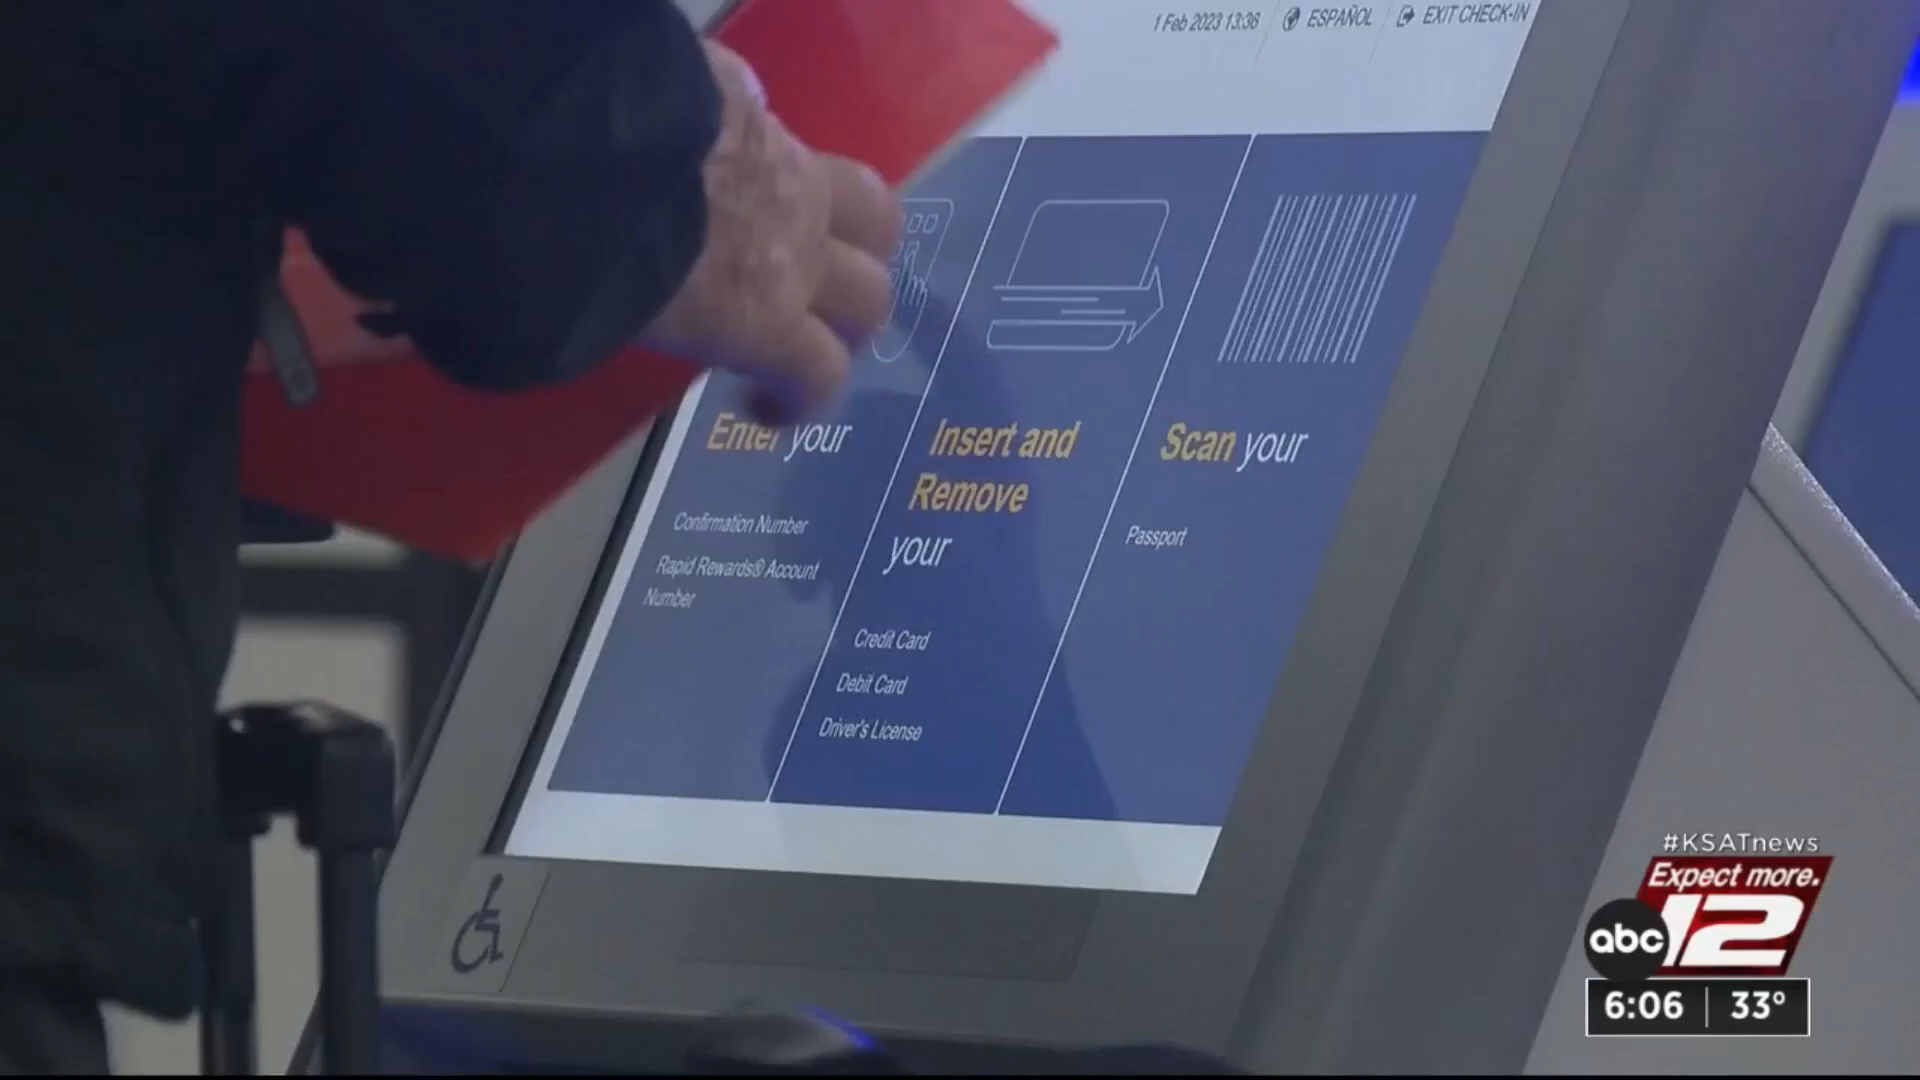 1 Feb 2023 13:36 ESPAÑOL EXIT CHECK-IN
Enter your
Confirmation Number
Rapid Rewards® Account
Number
Insert and
Remove
your
Credit Card
Debit Card
Driver's License
Scan your
Passport
#KSATnews
Expect more.
abc 12
6:06 33°